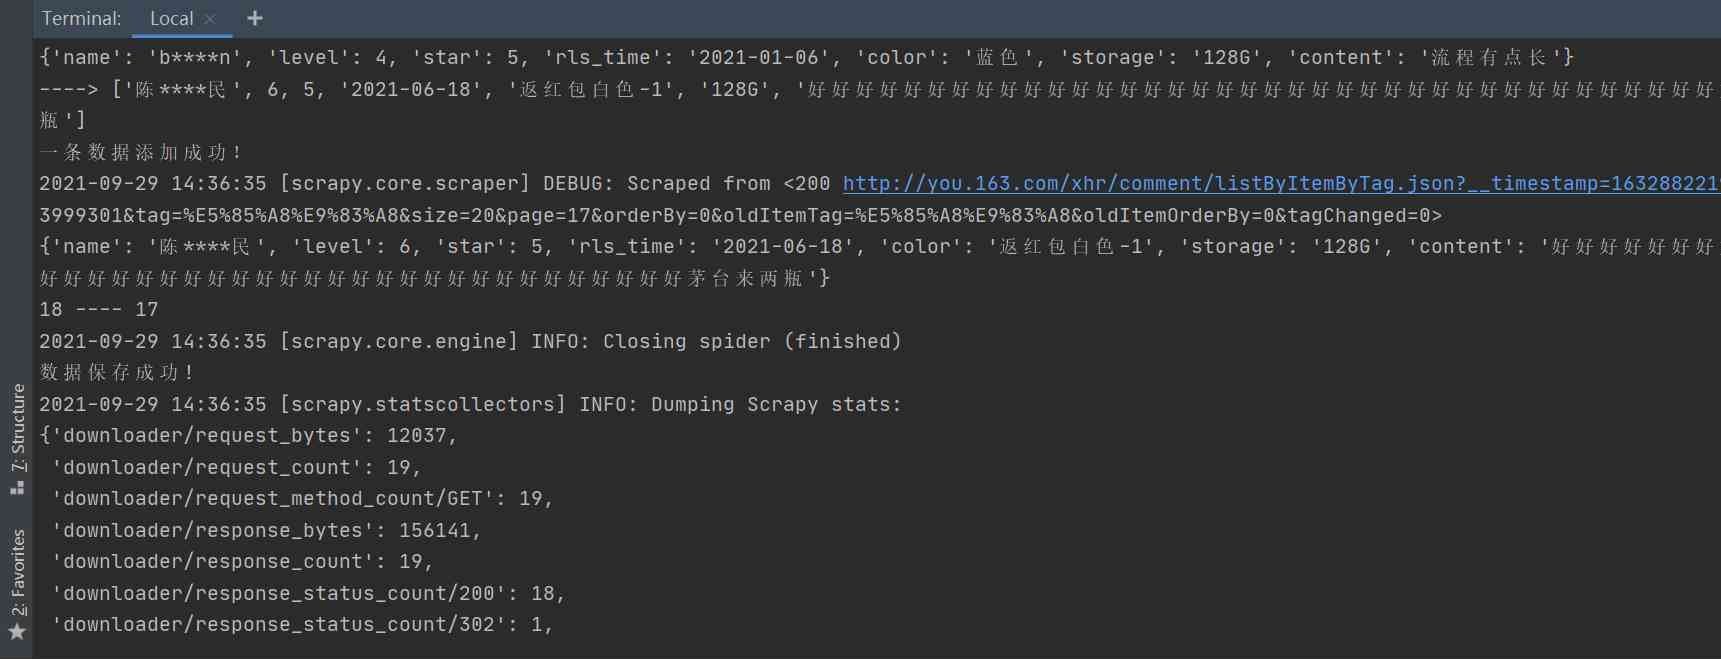 Terminal: Local × +
{'name': 'b****n', 'level': 4, 'star': 5, 'rls_time': '2021-01-06', 'color': '蓝色', 'storage': '128G', 'content': '流程有点长'}
----> ['陈****民', 6, 5, '2021-06-18', '返红包白色-1', '128G', '好好好好好好好好好好好好好好好好好好好好好好好好好好好好好好好好好好好好好好
瓶']
一条数据添加成功!
2021-09-29 14:36:35 [scrapy.core.scraper] DEBUG: Scraped from <200 http://you.163.com/xhr/comment/listByItemByTag.json?__timestamp=163288221
3999301&tag=%E5%85%A8%E9%83%A8&size=20&page=17&orderBy=0&oldItemTag=%E5%85%A8%E9%83%A8&oldItemOrderBy=0&tagChanged=0>
{'name': '陈****民', 'level': 6, 'star': 5, 'rls_time': '2021-06-18', 'color': '返红包白色-1', 'storage': '128G', 'content': '好好好好好好好
好好好好好好好好好好好好好好好好好好好好好好好好好好好茅台来两瓶'}
18 ---- 17
2021-09-29 14:36:35 [scrapy.core.engine] INFO: Closing spider (finished)
数据保存成功!
2021-09-29 14:36:35 [scrapy.statscollectors] INFO: Dumping Scrapy stats:
{'downloader/request_bytes': 12037,
'downloader/request_count': 19,
'downloader/request_method_count/GET': 19,
'downloader/response_bytes': 156141,
'downloader/response_count': 19,
'downloader/response_status_count/200': 18,
'downloader/response_status_count/302': 1,
7: Structure
2: Favorites